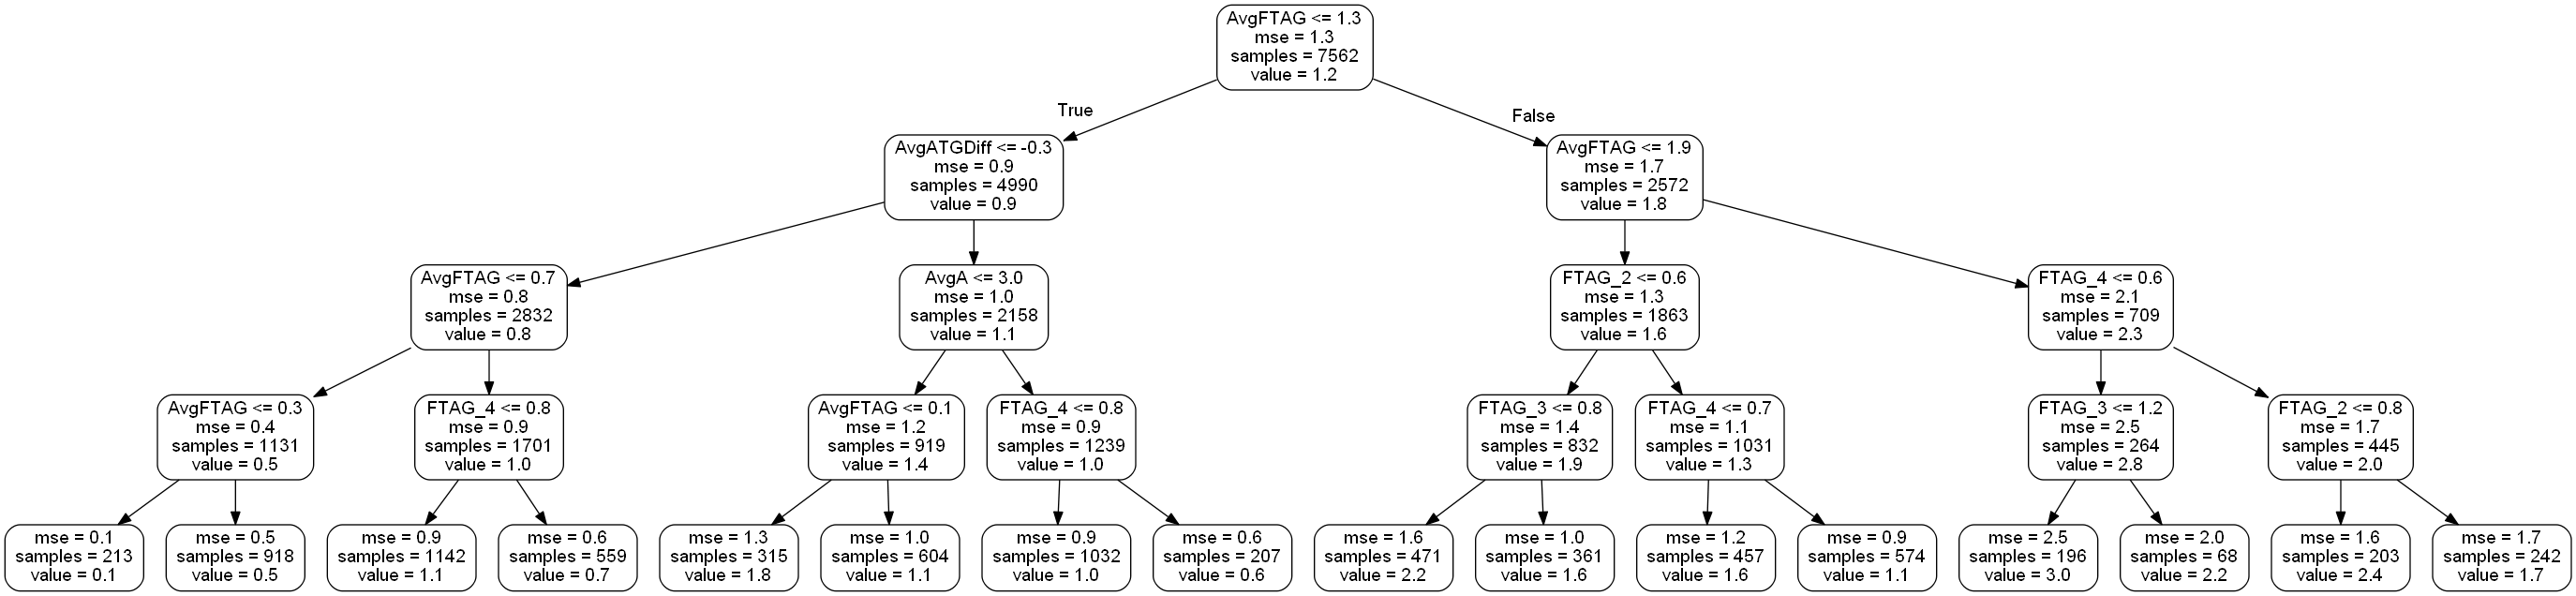 AvgFTAG <= 1.3
mse = 1.3
samples = 7562
value = 1.2
True
False
AvgATGDiff <= -0.3
mse = 0.9
samples = 4990
value = 0.9
AvgFTAG <= 1.9
mse = 1.7
samples = 2572
value = 1.8
AvgFTAG <= 0.7
mse = 0.8
samples = 2832
value = 0.8
AvgA <= 3.0
mse = 1.0
samples = 2158
value = 1.1
FTAG_2 <= 0.6
mse = 1.3
samples = 1863
value = 1.6
FTAG_4 <= 0.6
mse = 2.1
samples = 709
value = 2.3
AvgFTAG <= 0.3
mse = 0.4
samples = 1131
value = 0.5
FTAG_4 <= 0.8
mse = 0.9
samples = 1701
value = 1.0
AvgFTAG <= 0.1
mse = 1.2
samples = 919
value = 1.4
FTAG_4 <= 0.8
mse = 0.9
samples = 1239
value = 1.0
FTAG_3 <= 0.8
mse = 1.4
samples = 832
value = 1.9
FTAG_4 <= 0.7
mse = 1.1
samples = 1031
value = 1.3
FTAG_3 <= 1.2
mse = 2.5
samples = 264
value = 2.8
FTAG_2 <= 0.8
mse = 1.7
samples = 445
value = 2.0
mse = 0.1
samples = 213
value = 0.1
mse = 0.5
samples = 918
value = 0.5
mse = 0.9
samples = 1142
value = 1.1
mse = 0.6
samples = 559
value = 0.7
mse = 1.3
samples = 315
value = 1.8
mse = 1.0
samples = 604
value = 1.1
mse = 0.9
samples = 1032
value = 1.0
mse = 0.6
samples = 207
value = 0.6
mse = 1.6
samples = 471
value = 2.2
mse = 1.0
samples = 361
value = 1.6
mse = 1.2
samples = 457
value = 1.6
mse = 0.9
samples = 574
value = 1.1
mse = 2.5
samples = 196
value = 3.0
mse = 2.0
samples = 68
value = 2.2
mse = 1.6
samples = 203
value = 2.4
mse = 1.7
samples = 242
value = 1.7